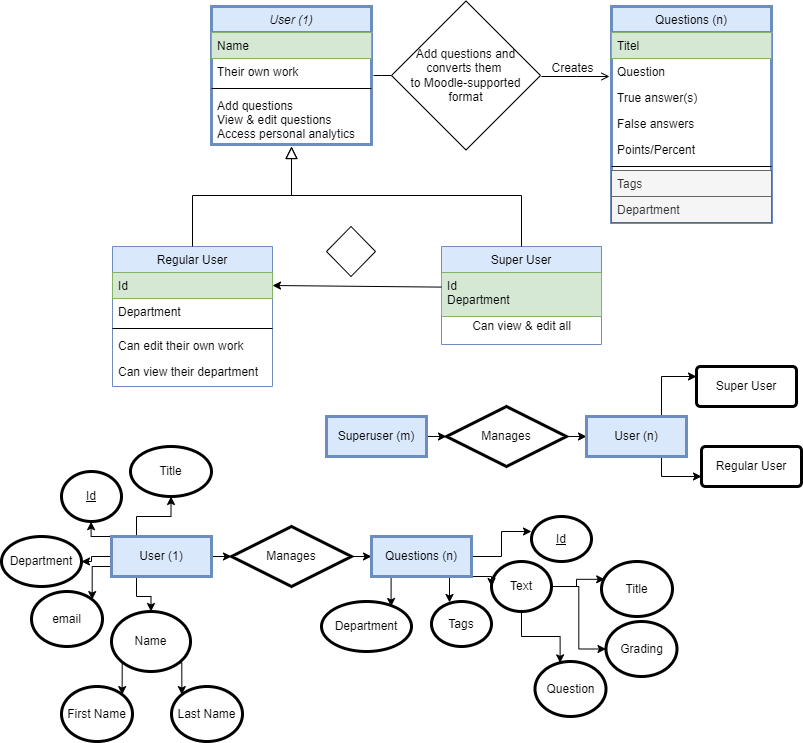 User (1)
Name
Their own work
Add questions
View & edit questions
Access personal analytics
Add questions and
converts them
to Moodle-supported
format
Creates
Questions (n)
Titel
Question
True answer(s)
False answers
Points/Percent
Tags
Department
Regular User
Id
Department
Can edit their own work
Can view their department
Super User
Id
Department
Can view & edit all
Superuser (m)
Manages
User (n)
Super User
Regular User
Title
Id
Department
email
User (1)
Name
First Name
Last Name
Manages
Questions (n)
Id
Text
Title
Grading
Question
Department
Tags